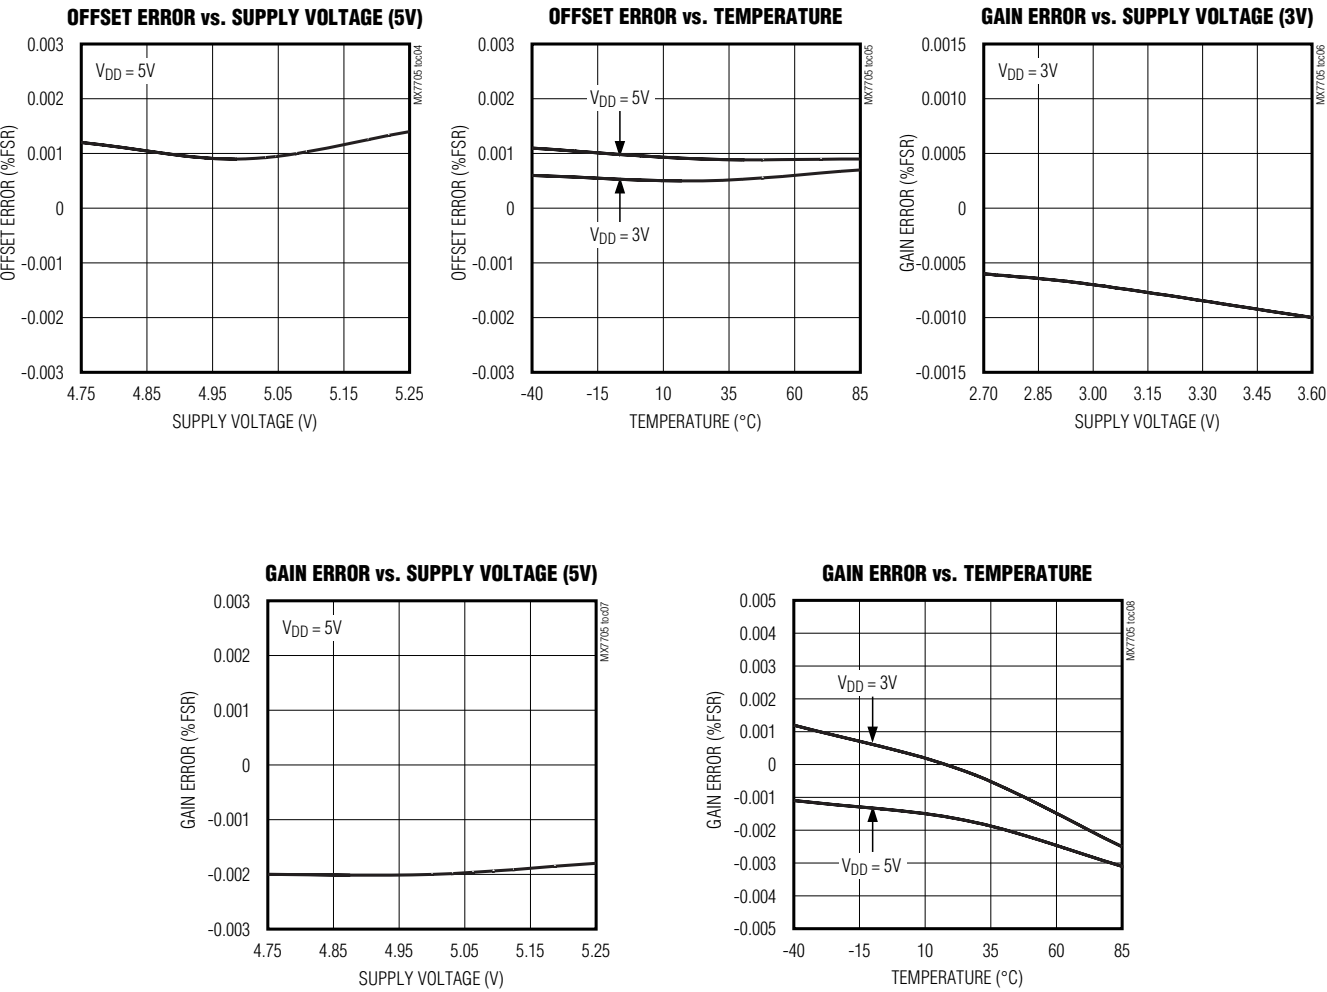 OFFSET ERROR vs. SUPPLY VOLTAGE (5V)
MX7705 toc04
VDD = 5V
OFFSET ERROR (%FSR)
0.003
0.002
0.001
0
-0.001
-0.002
-0.003
4.75 4.85 4.95 5.05 5.15 5.25
SUPPLY VOLTAGE (V)
OFFSET ERROR vs. TEMPERATURE
MX7705 toc05
VDD = 5V
VDD = 3V
OFFSET ERROR (%FSR)
0.003
0.002
0.001
0
-0.001
-0.002
-0.003
-40 -15 10 35 60 85
TEMPERATURE (°C)
GAIN ERROR vs. SUPPLY VOLTAGE (3V)
MX7705 toc06
VDD = 3V
GAIN ERROR (%FSR)
0.0015
0.0010
0.0005
0
-0.0005
-0.0010
-0.0015
2.70 2.85 3.00 3.15 3.30 3.45 3.60
SUPPLY VOLTAGE (V)
GAIN ERROR vs. SUPPLY VOLTAGE (5V)
MX7705 toc07
VDD = 5V
GAIN ERROR (%FSR)
0.003
0.002
0.001
0
-0.001
-0.002
-0.003
4.75 4.85 4.95 5.05 5.15 5.25
SUPPLY VOLTAGE (V)
GAIN ERROR vs. TEMPERATURE
MX7705 toc08
VDD = 3V
VDD = 5V
GAIN ERROR (%FSR)
0.005
0.004
0.003
0.002
0.001
0
-0.001
-0.002
-0.003
-0.004
-0.005
-40 -15 10 35 60 85
TEMPERATURE (°C)